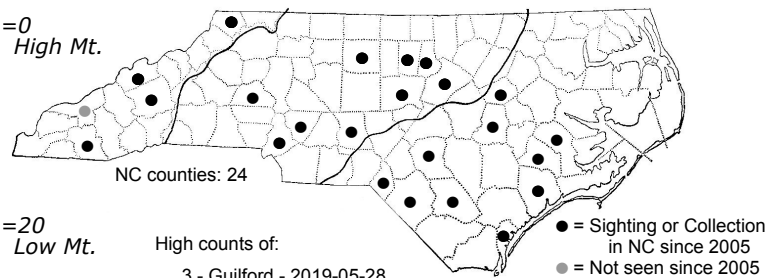 =0
High Mt.
NC counties: 24
=20
Low Mt.
High counts of:
3 - Guilford - 2019-05-28
● = Sighting or Collection
in NC since 2005
● = Not seen since 2005